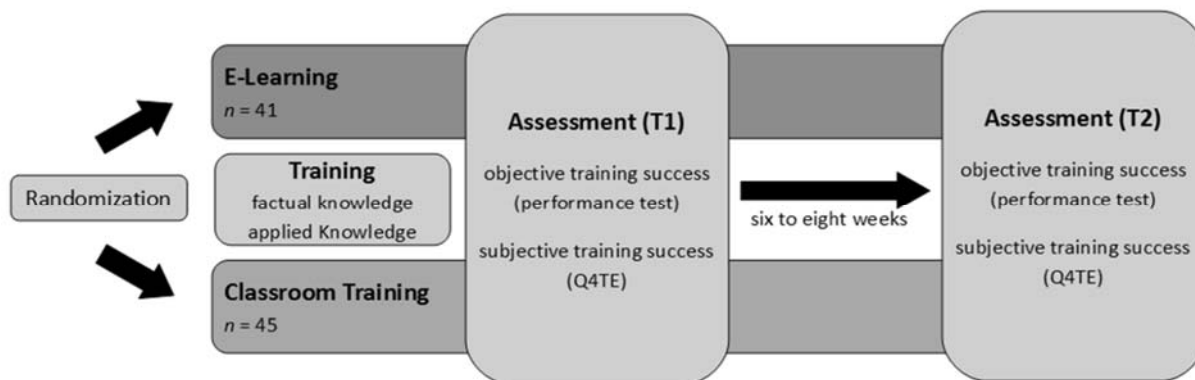 Randomization
E-Learning
n = 41
Training
factual knowledge
applied Knowledge
Classroom Training
n = 45
Assessment (T1)
objective training success
(performance test)
subjective training success
(Q4TE)
six to eight weeks
Assessment (T2)
objective training success
(performance test)
subjective training success
(Q4TE)